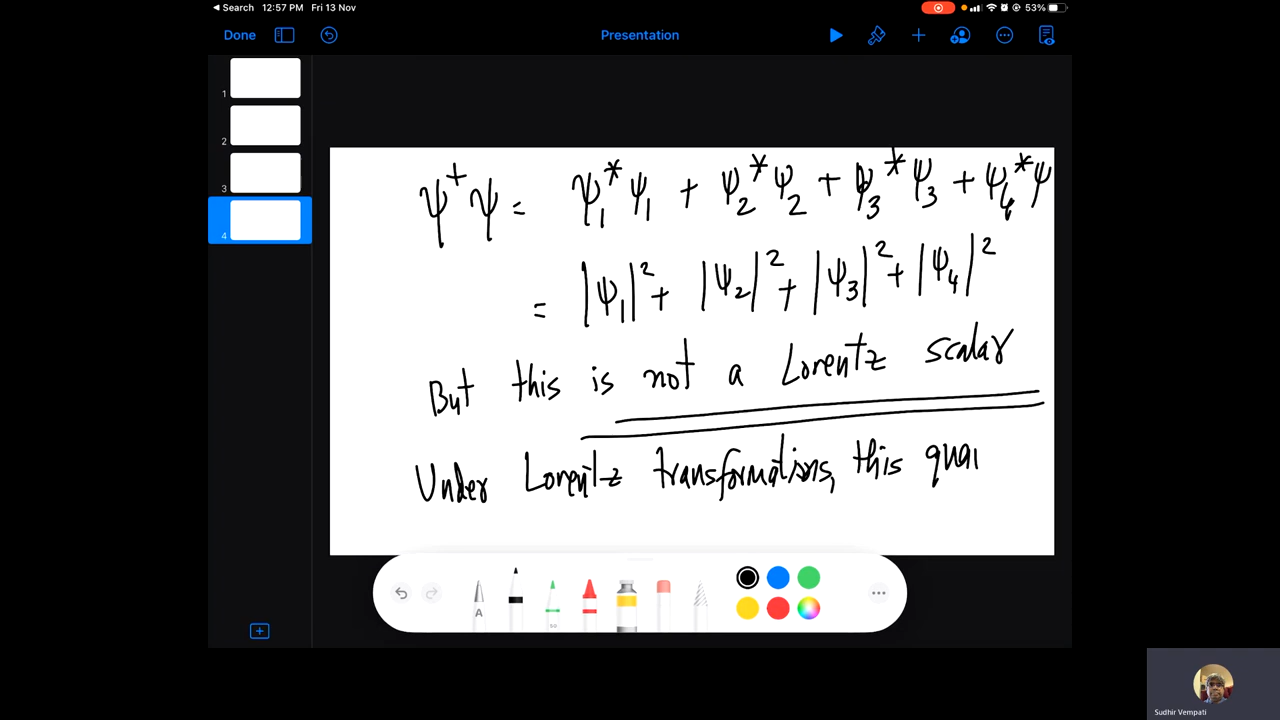 Search 12:57 PM Fri 13 Nov 53%
Done Presentation
1
2
3
4
ψ⁺ψ = ψ₁*ψ₁ + ψ₂*ψ₂ + ψ₃*ψ₃ + ψ₄*ψ
= |ψ₁|² + |ψ₂|² + |ψ₃|² + |ψ₄|²
But this is not a Lorentz scalar
Under Lorentz transformations, this quan
A
50
Sudhir Vempati